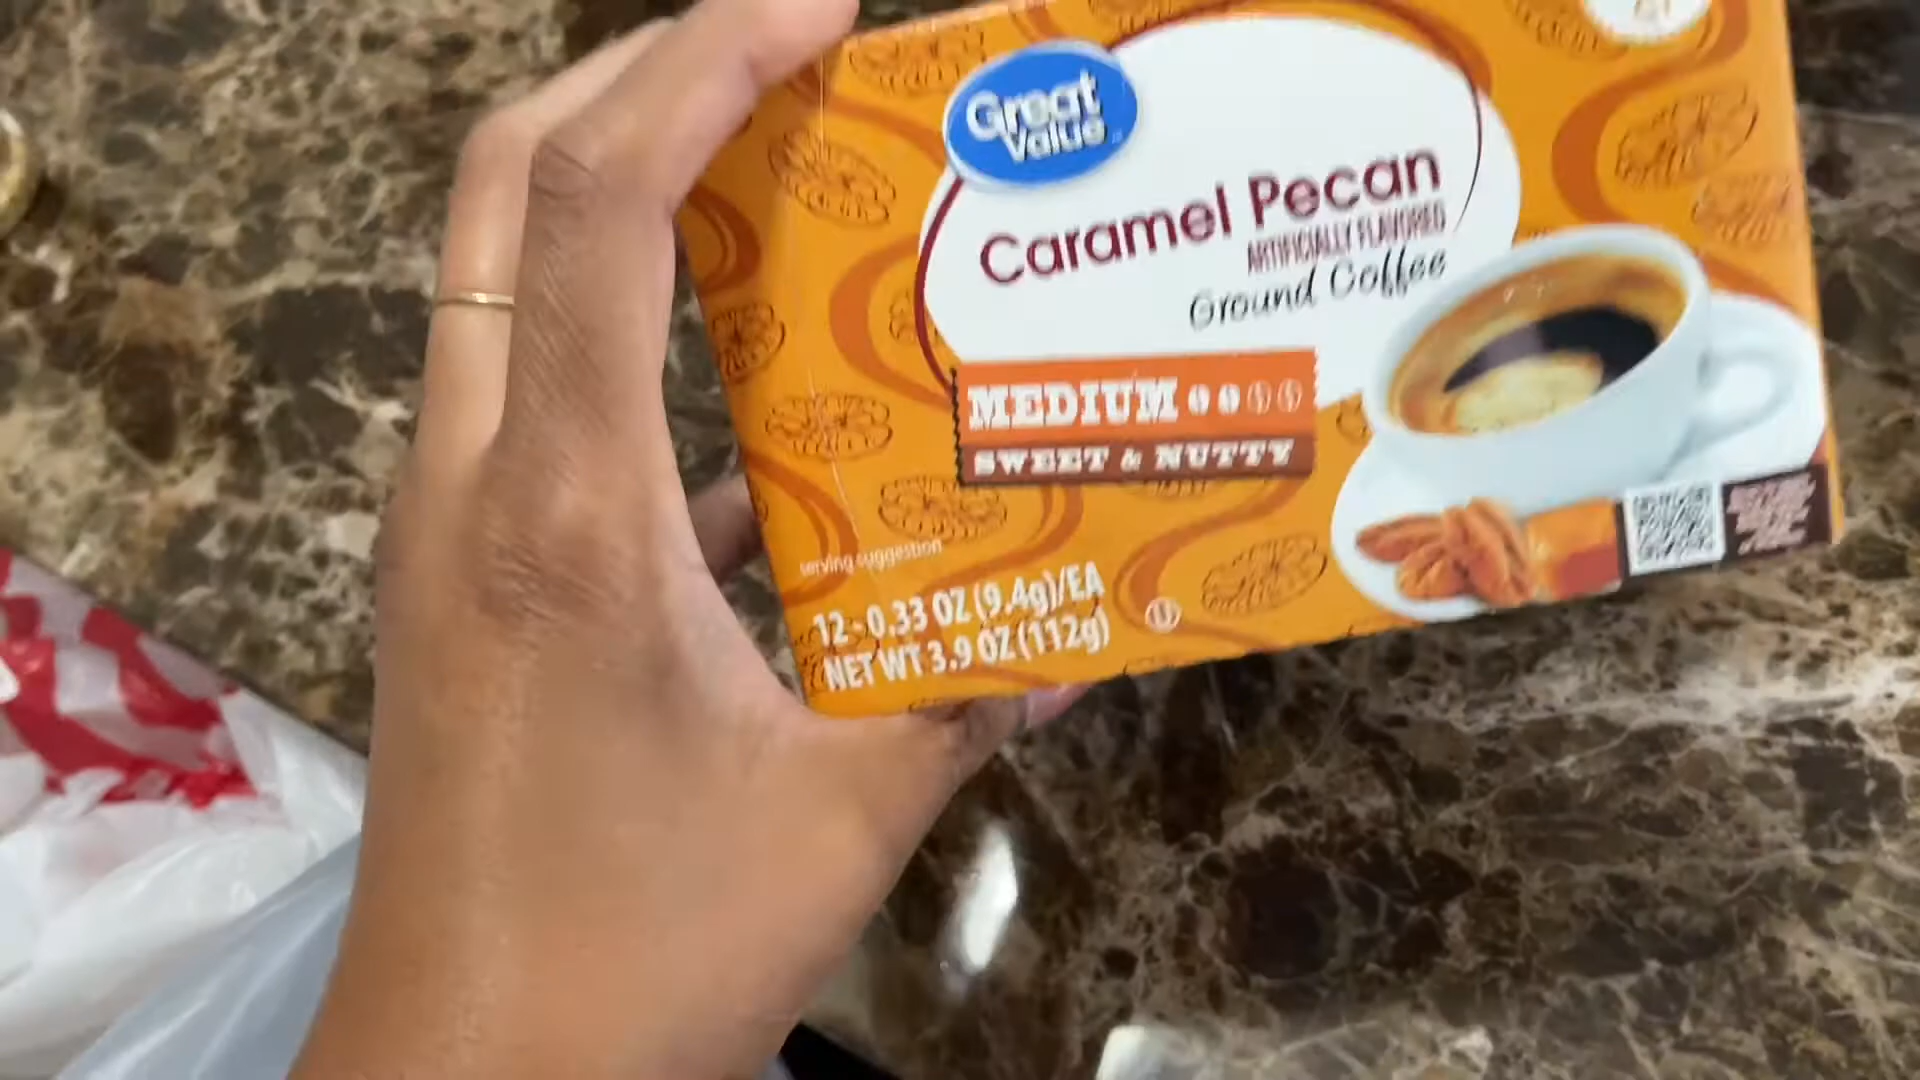 Great
Value
Caramel Pecan
ARTIFICIALLY FLAVORED
Ground Coffee
MEDIUM
SWEET & NUTTY
serving suggestion
12-0.33 OZ (9.4g)/EA
NET WT 3.9 OZ (112g)
U